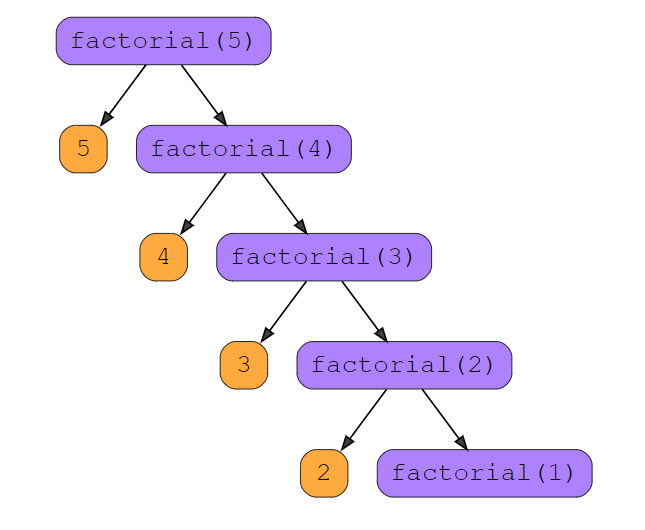 factorial(5)
5
factorial(4)
4
factorial(3)
3
factorial(2)
2
factorial(1)